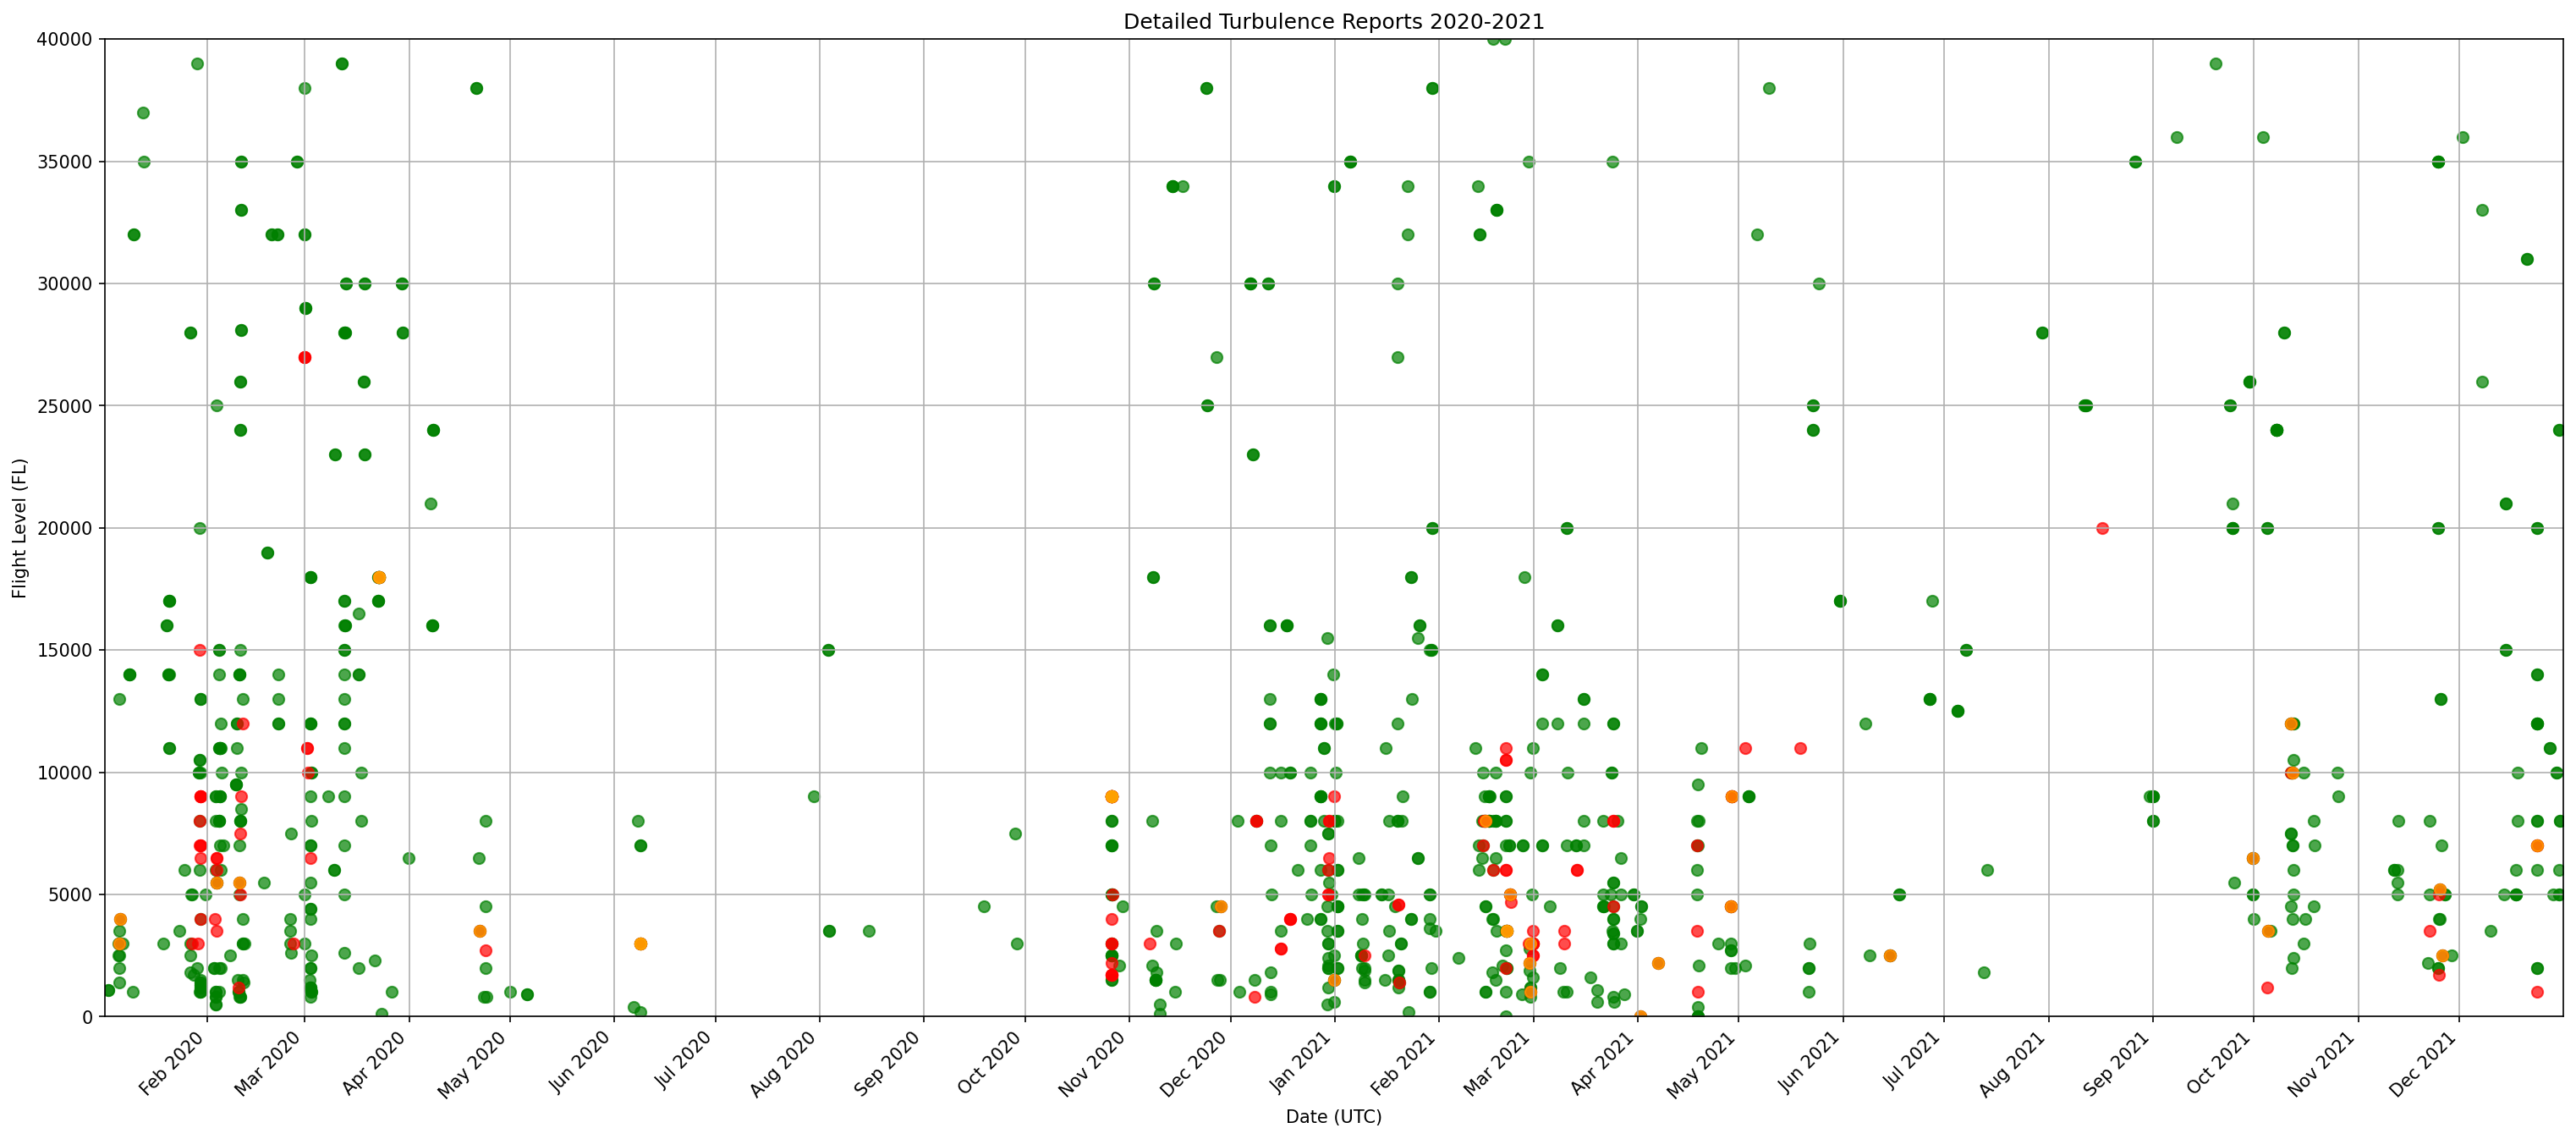 Detailed Turbulence Reports 2020-2021
40000
35000
30000
25000
20000
15000
10000
5000
0
Flight Level (FL)
Feb 2020
Mar 2020
Apr 2020
May 2020
Jun 2020
Jul 2020
Aug 2020
Sep 2020
Oct 2020
Nov 2020
Dec 2020
Jan 2021
Feb 2021
Mar 2021
Apr 2021
May 2021
Jun 2021
Jul 2021
Aug 2021
Sep 2021
Oct 2021
Nov 2021
Dec 2021
Date (UTC)